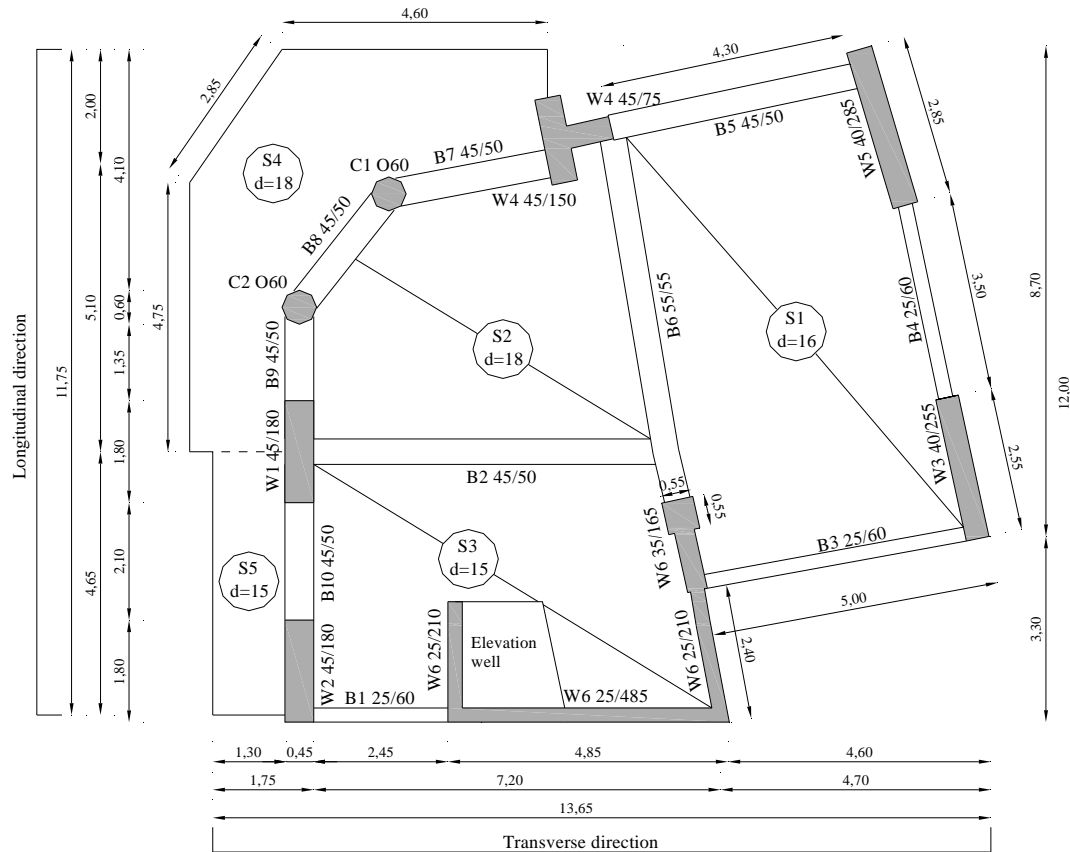 4,60
4,30
2,85
W4 45/75
B5 45/50
W5 40/285
2,85
2,00
4,10
S4
d=18
C1 O60
B7 45/50
W4 45/150
B8 45/50
C2 O60
4,75
5,10
0,60
1,35
1,80
11,75
Longitudinal direction
B9 45/50
S2
d=18
B6 55/55
S1
d=16
B4 25/60
3,50
8,70
12,00
W1 45/180
B2 45/50
0,55
0,55
W3 40/255
2,55
S5
d=15
B10 45/50
S3
d=15
W6 35/165
B3 25/60
4,65
2,10
5,00
1,80
W2 45/180
W6 25/210
Elevation
well
W6 25/210
2,40
3,30
B1 25/60
W6 25/485
1,30
0,45
2,45
4,85
4,60
1,75
7,20
4,70
13,65
Transverse direction